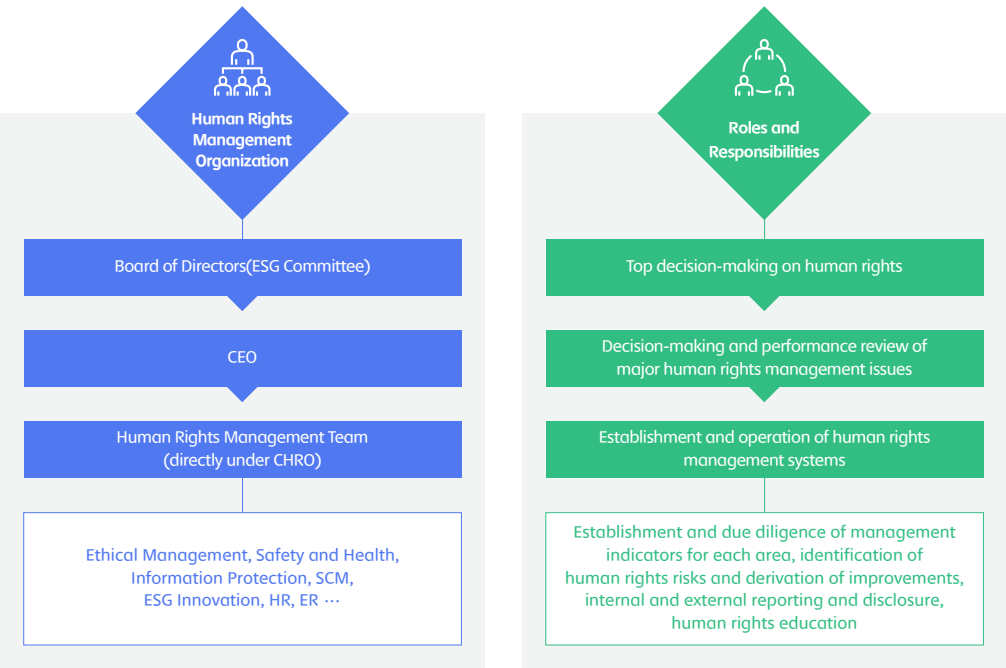 Human Rights
Management
Organization
Board of Directors(ESG Committee)
CEO
Human Rights Management Team
(directly under CHRO)
Ethical Management, Safety and Health,
Information Protection, SCM,
ESG Innovation, HR, ER ⋯
Roles and
Responsibilities
Top decision-making on human rights
Decision-making and performance review of
major human rights management issues
Establishment and operation of human rights
management systems
Establishment and due diligence of management
indicators for each area, identification of
human rights risks and derivation of improvements,
internal and external reporting and disclosure,
human rights education